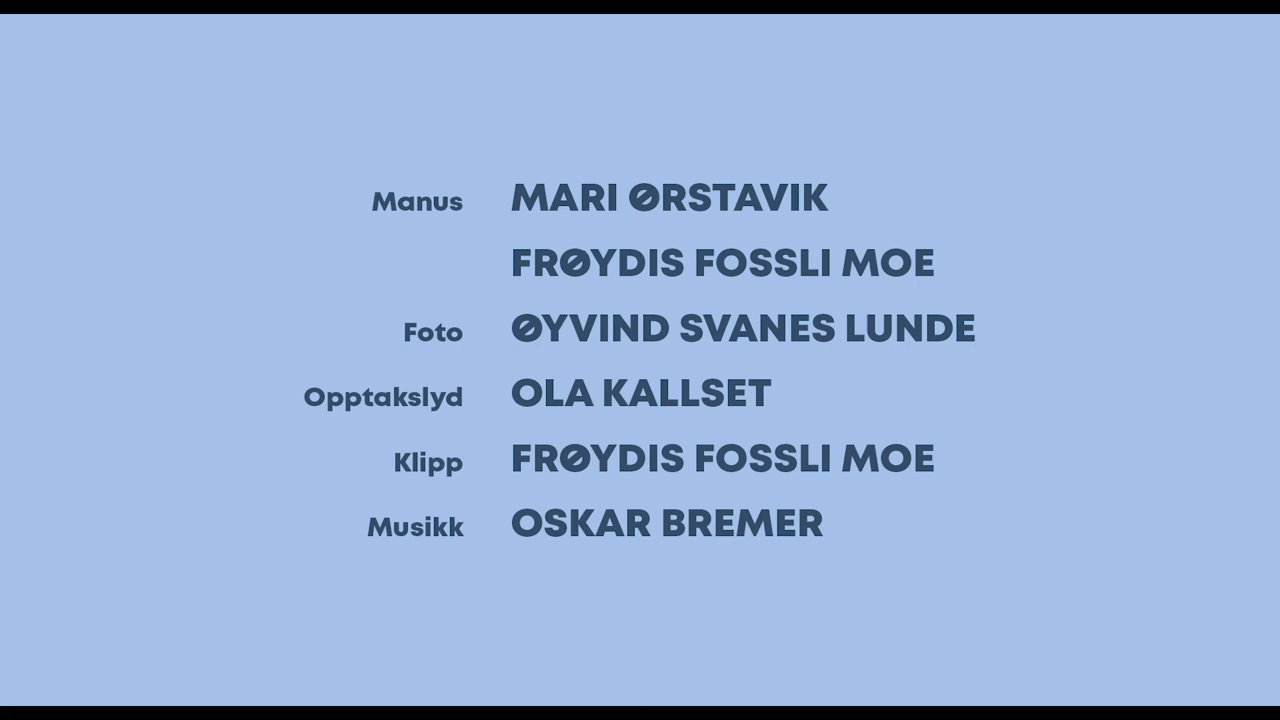 Manus MARI ØRSTAVIK
FRØYDIS FOSSLI MOE
Foto ØYVIND SVANES LUNDE
Opptakslyd OLA KALLSET
Klipp FRØYDIS FOSSLI MOE
Musikk OSKAR BREMER